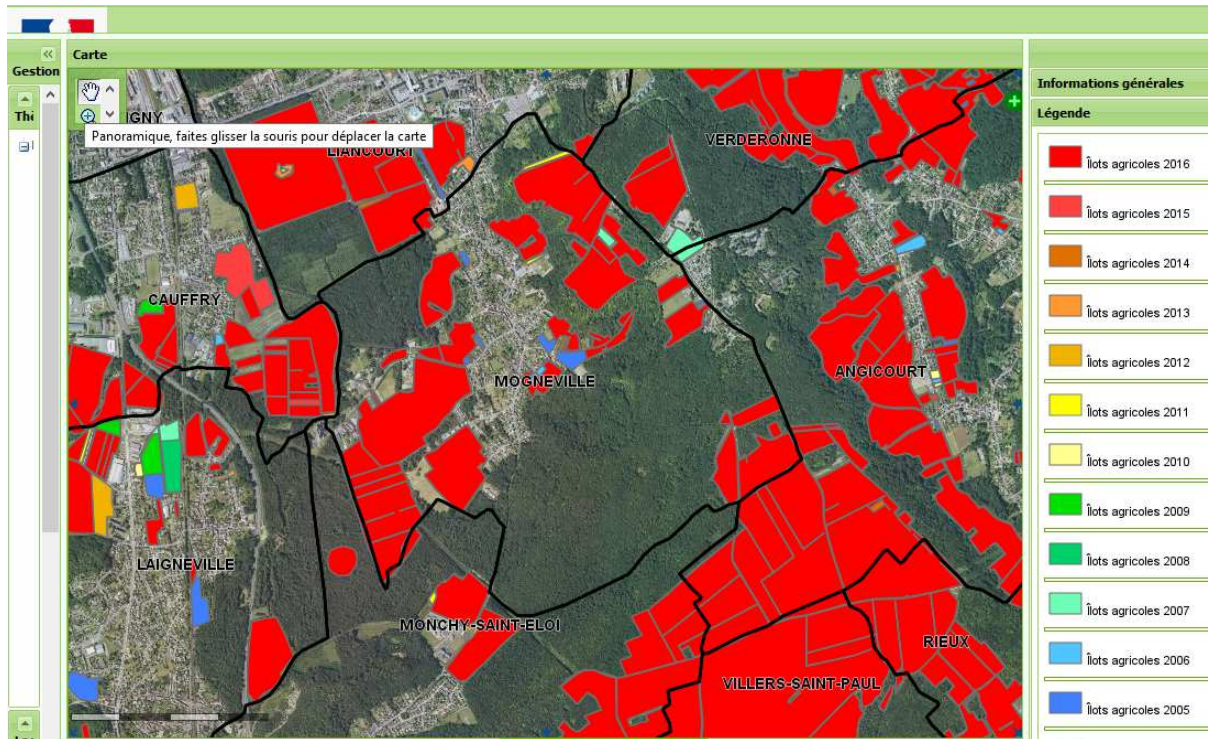 Carte
Gestion
Thè
Informations générales
Légende
IGNY
Panoramique, faites glisser la souris pour déplacer la carte
LIANCOURT
VERDERONNE
CAUFFRY
MOGNEVILLE
ANGICOURT
LAIGNEVILLE
MONCHY-SAINT-ELOI
RIEUX
VILLERS-SAINT-PAUL
Îlots agricoles 2016
Îlots agricoles 2015
Îlots agricoles 2014
Îlots agricoles 2013
Îlots agricoles 2012
Îlots agricoles 2011
Îlots agricoles 2010
Îlots agricoles 2009
Îlots agricoles 2008
Îlots agricoles 2007
Îlots agricoles 2006
Îlots agricoles 2005